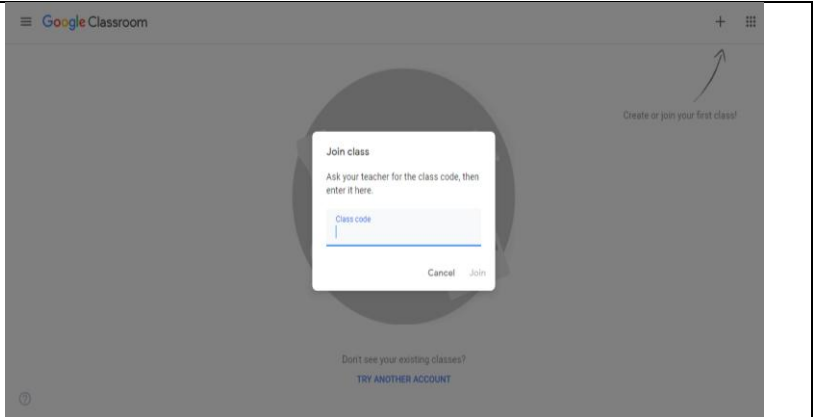 Google Classroom
Create or join your first class!
Join class
Ask your teacher for the class code, then
enter it here.
Class code
Cancel Join
Don't see your existing classes?
TRY ANOTHER ACCOUNT